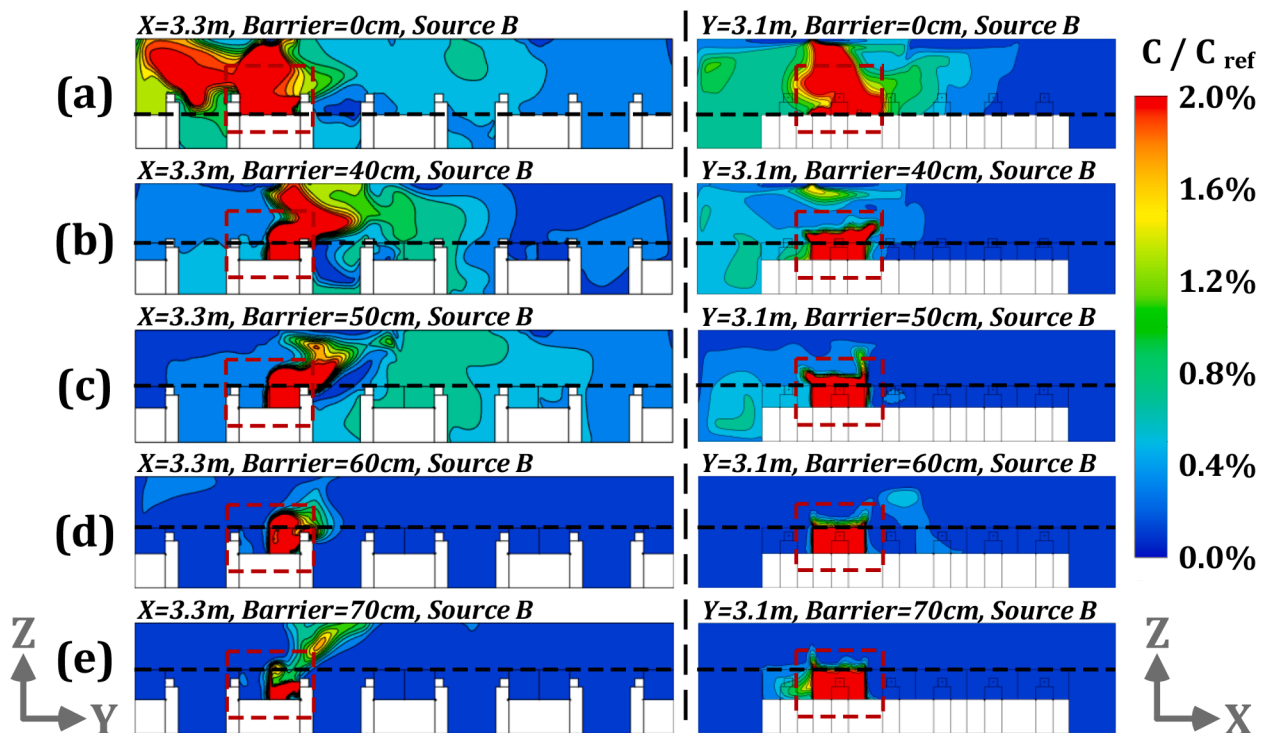 X=3.3m, Barrier=0cm, Source B
Y=3.1m, Barrier=0cm, Source B
C / C ref
(a)
2.0%
X=3.3m, Barrier=40cm, Source B
Y=3.1m, Barrier=40cm, Source B
1.6%
(b)
1.2%
X=3.3m, Barrier=50cm, Source B
Y=3.1m, Barrier=50cm, Source B
(c)
0.8%
X=3.3m, Barrier=60cm, Source B
Y=3.1m, Barrier=60cm, Source B
0.4%
(d)
0.0%
X=3.3m, Barrier=70cm, Source B
Y=3.1m, Barrier=70cm, Source B
(e)
Z
Y
Z
X